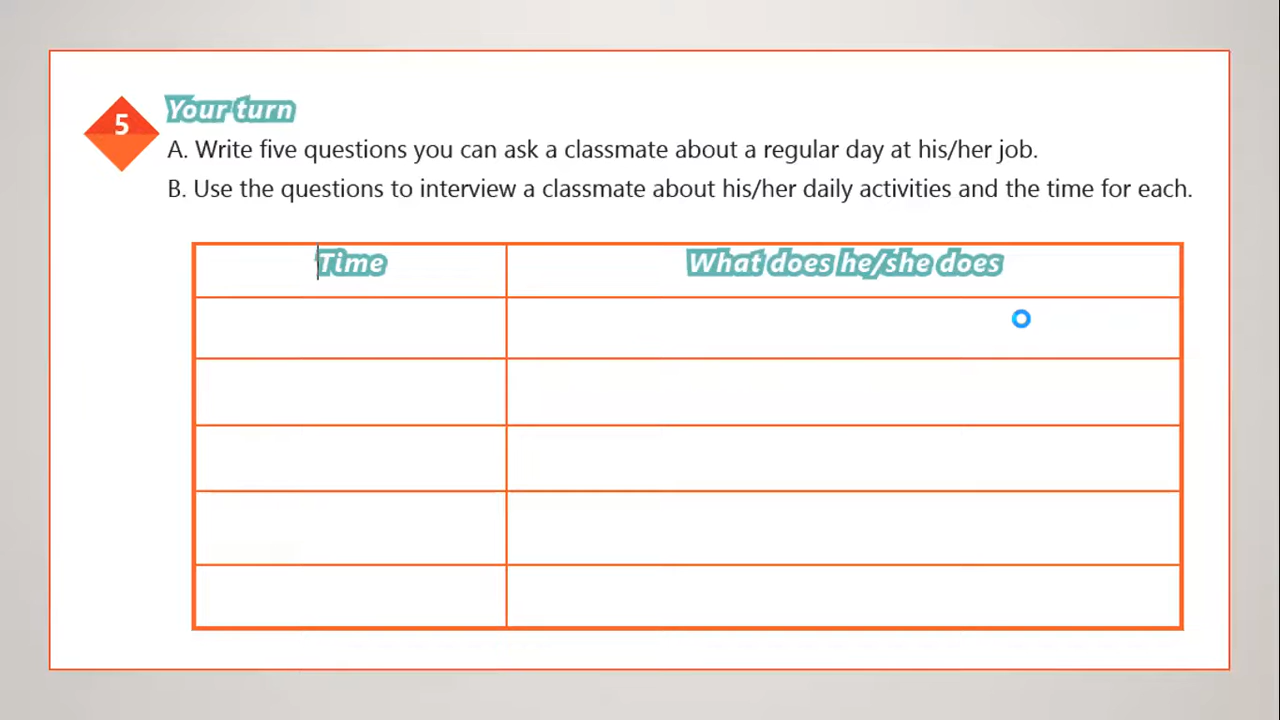 Your turn
5
A. Write five questions you can ask a classmate about a regular day at his/her job.
B. Use the questions to interview a classmate about his/her daily activities and the time for each.
Time
What does he/she does